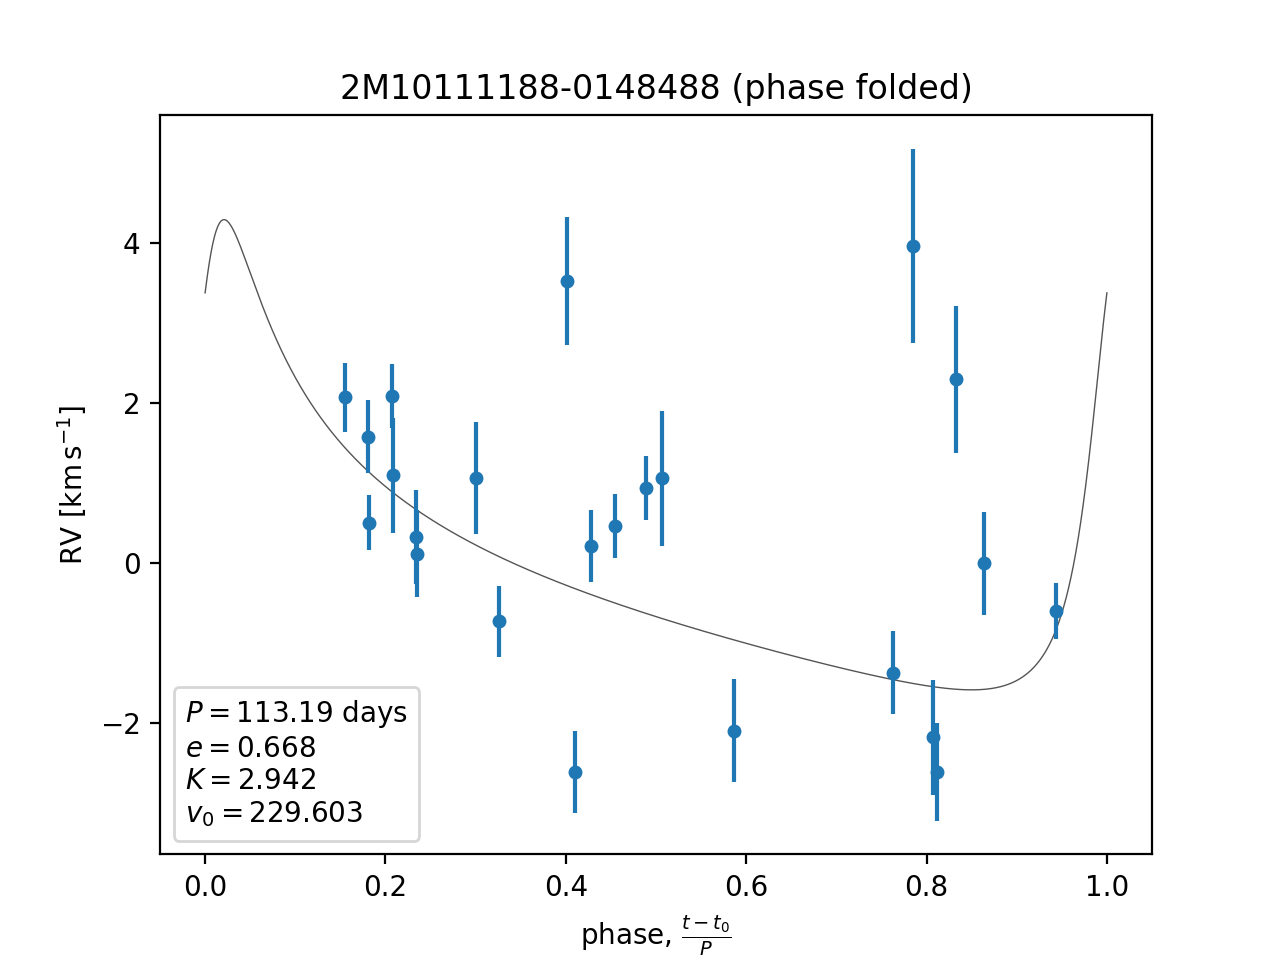 2M10111188-0148488 (phase folded)
RV [km s⁻¹]
4
2
0
−2
P = 113.19 days
e = 0.668
K = 2.942
v₀ = 229.603
0.0 0.2 0.4 0.6 0.8 1.0
phase, (t − t₀)/P